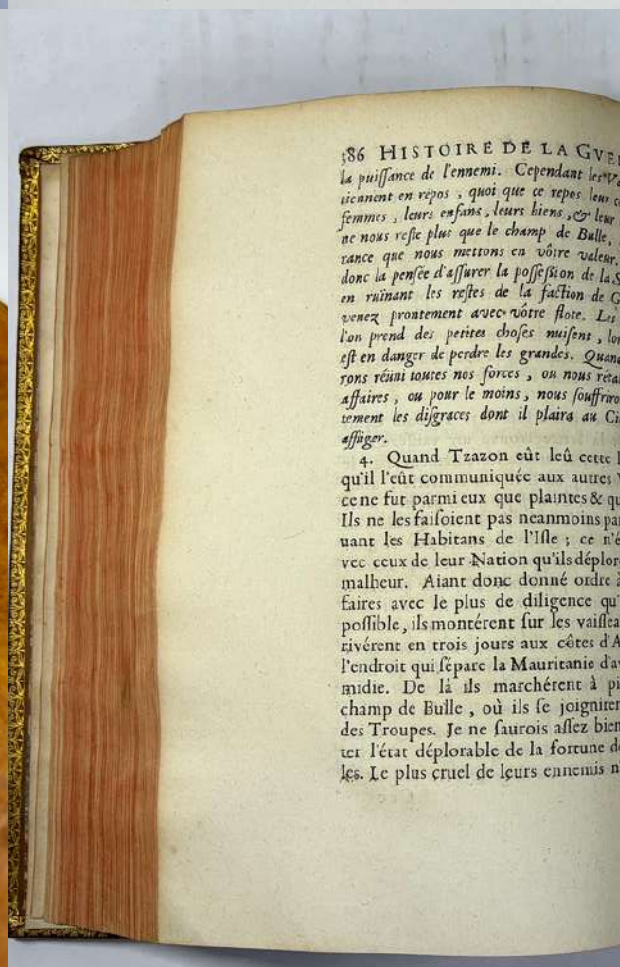 386 HISTOIRE DE LA GVE
la puiſſance de l'ennemi. Cependant les Va
tiennent en repos , quoi que ce repos leur c
femmes , leurs enfans, leurs biens , & leur
ne nous reſte plus que le champ de Bulle,
rance que nous mettons en vôtre valeur.
donc la penſée d'aſſurer la poſſeſſion de la S
en ruïnant les reſtes de la faction de G
venez prontement avec vôtre flote. Les
l'on prend des petites choſes nuiſent , lor
eſt en danger de perdre les grandes. Quand
rons réüni toutes nos forces , ou nous rétab
affaires , ou pour le moins , nous ſouffriro
tement les diſgraces dont il plaira au Ci
affliger.
4. Quand Tzazon eût leû cette l
qu'il l'eût communiquée aux autres V
ce ne fut parmi eux que plaintes & qu
Ils ne les faiſoient pas neanmoins par
uant les Habitans de l'Iſle ; ce n'é
vec ceux de leur Nation qu'ils déplor
malheur. Aiant donc donné ordre à
faires avec le plus de diligence qu'
poſſible, ils montérent ſur les vaiſſea
rivérent en trois jours aux côtes d'A
l'endroit qui ſépare la Mauritanie d'av
midie. De là ils marchérent à pi
champ de Bulle , où ils ſe joignirer
des Troupes. Je ne ſaurois aſſez bien
ter l'état déplorable de la fortune de
les. Le plus cruel de leurs ennemis n